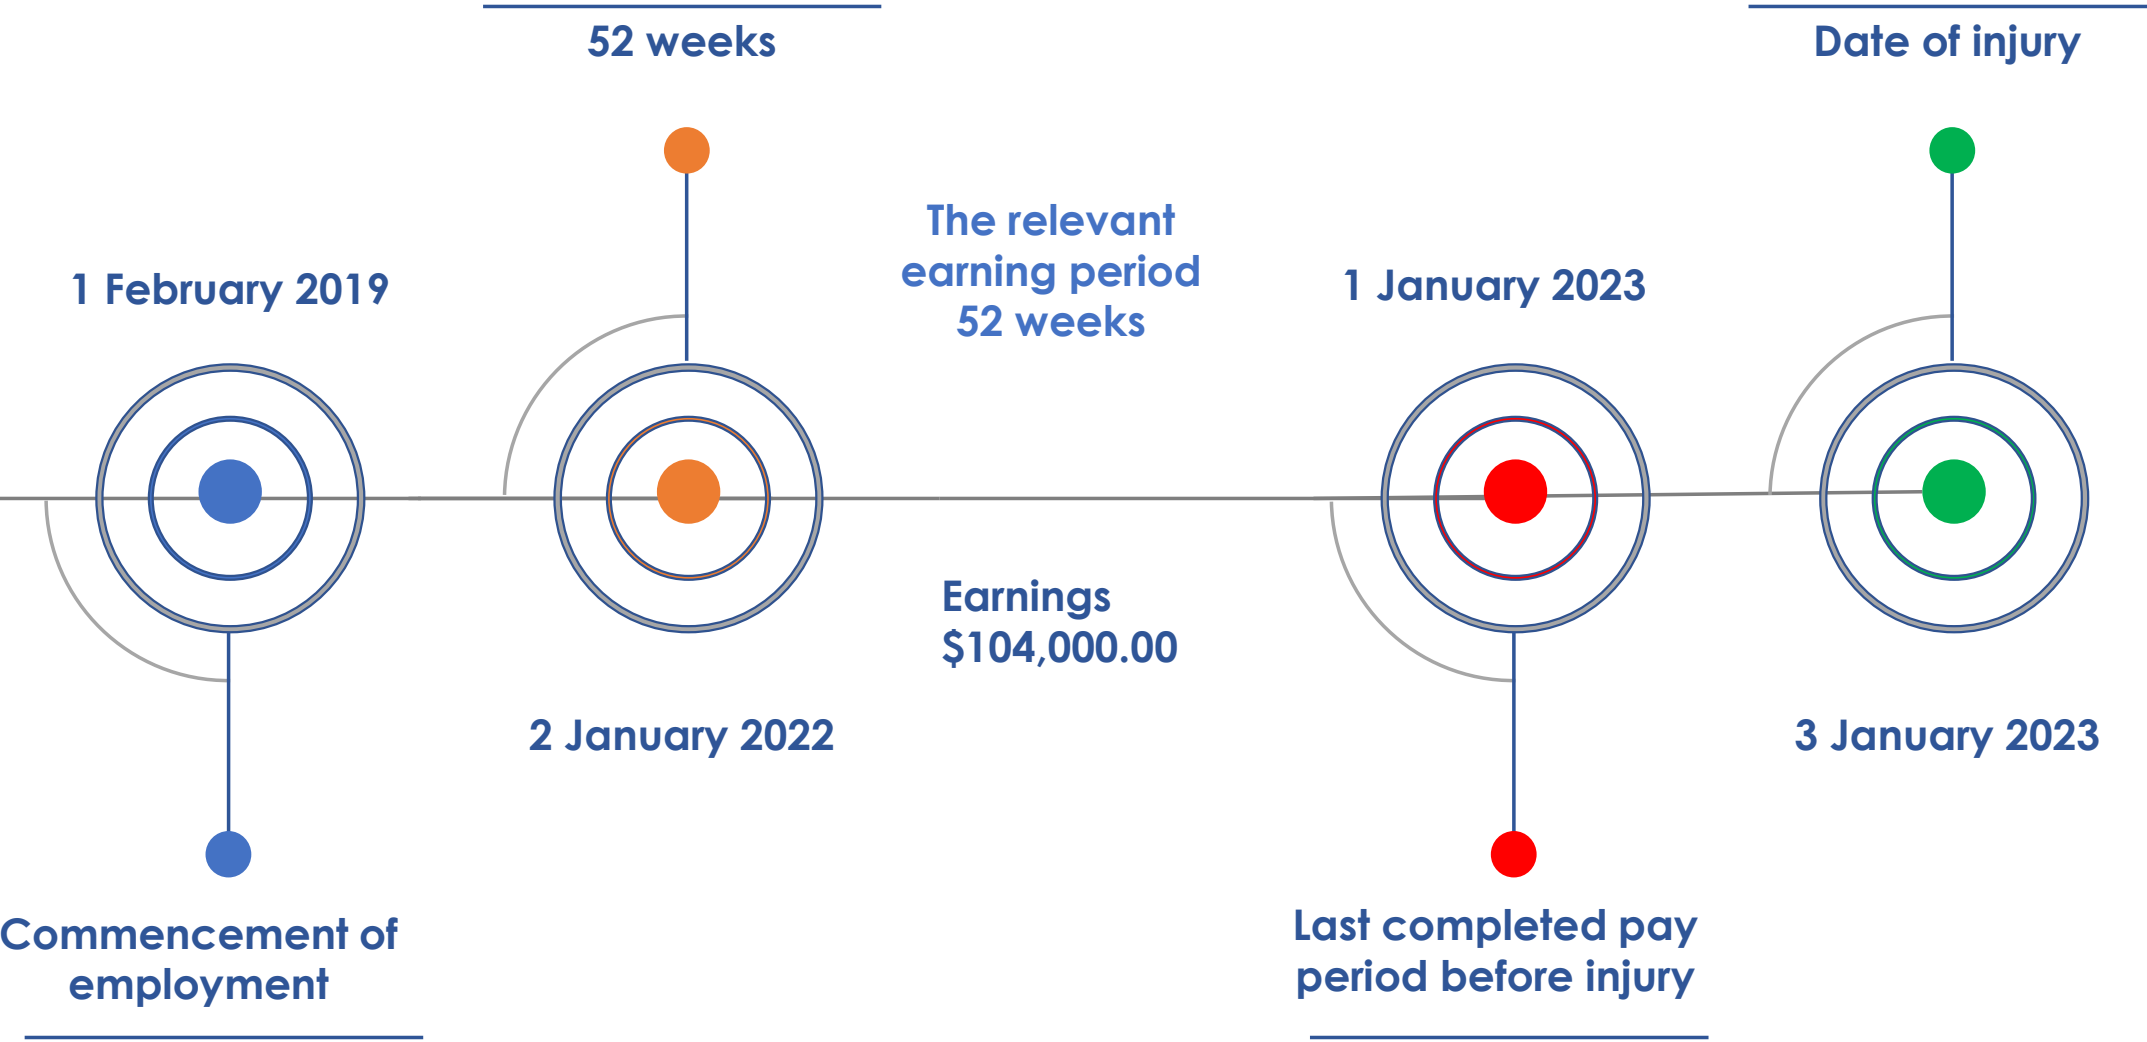 52 weeks
Date of injury
The relevant
earning period
52 weeks
1 February 2019
1 January 2023
Earnings
$104,000.00
2 January 2022
3 January 2023
Commencement of
employment
Last completed pay
period before injury